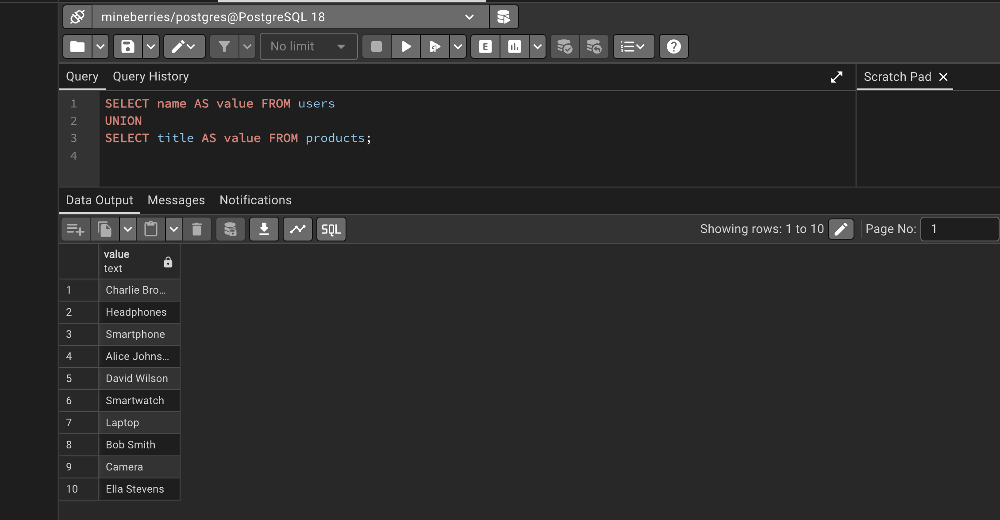 mineberries/postgres@PostgreSQL 18
No limit
E
Query Query History Scratch Pad
1 SELECT name AS value FROM users
2 UNION
3 SELECT title AS value FROM products;
4
Data Output Messages Notifications
SQL Showing rows: 1 to 10 Page No: 1
value
text
1 Charlie Bro...
2 Headphones
3 Smartphone
4 Alice Johns...
5 David Wilson
6 Smartwatch
7 Laptop
8 Bob Smith
9 Camera
10 Ella Stevens